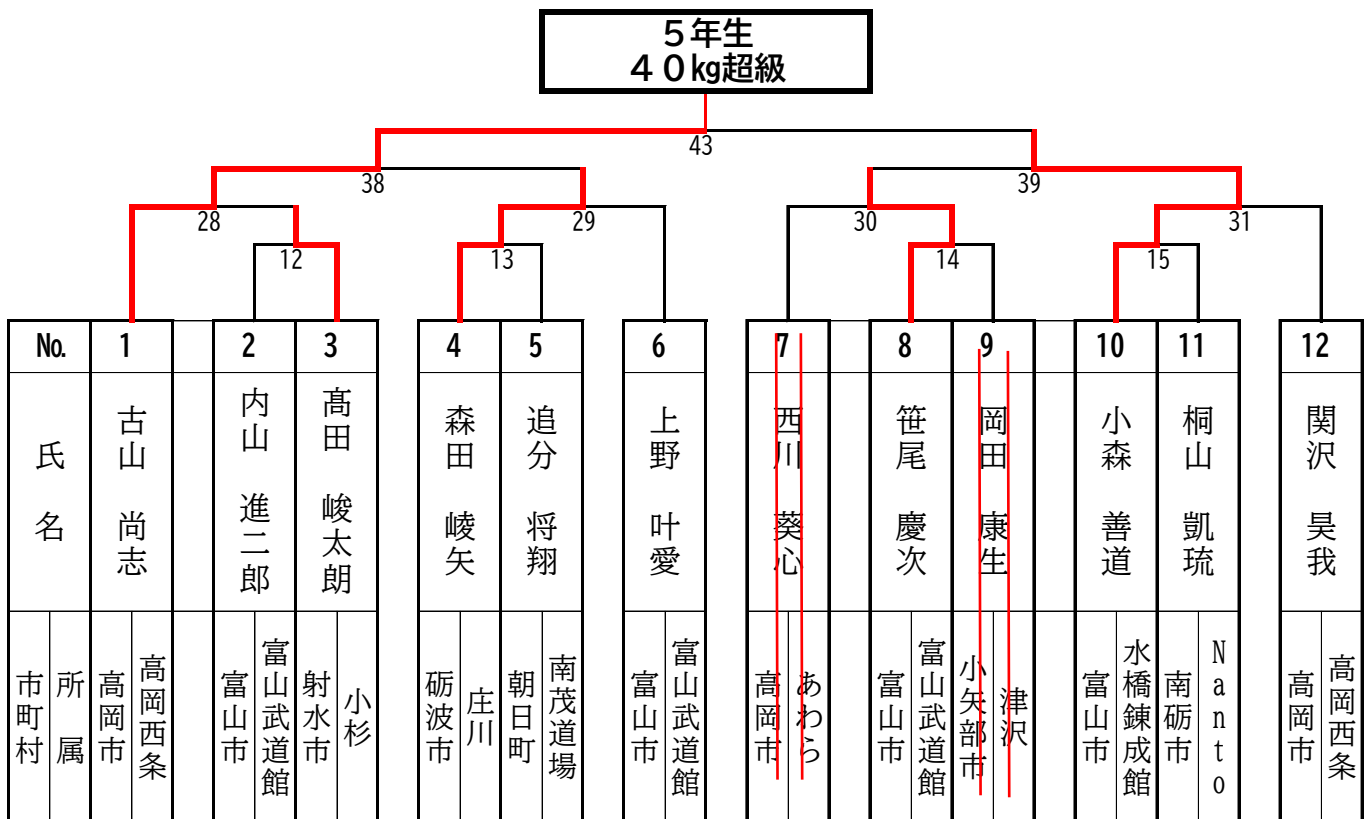 ５年生
４０kg超級
43
38
39
28
29
30
31
12
13
14
15
No.
1
2
3
4
5
6
7
8
9
10
11
12
氏名
古山 尚志
内山 進二郎
髙田 峻太朗
森田 崚矢
追分 将翔
上野 叶愛
西川 葵心
笹尾 慶次
岡田 康生
小森 善道
桐山 凱琉
関沢 昊我
市町村
所属
高岡市
高岡西条
富山市
富山武道館
射水市
小杉
砺波市
庄川
朝日町
南茂道場
富山市
富山武道館
高岡市
あわら
富山市
富山武道館
小矢部市
津沢
富山市
水橋錬成館
南砺市
Nanto
高岡市
高岡西条